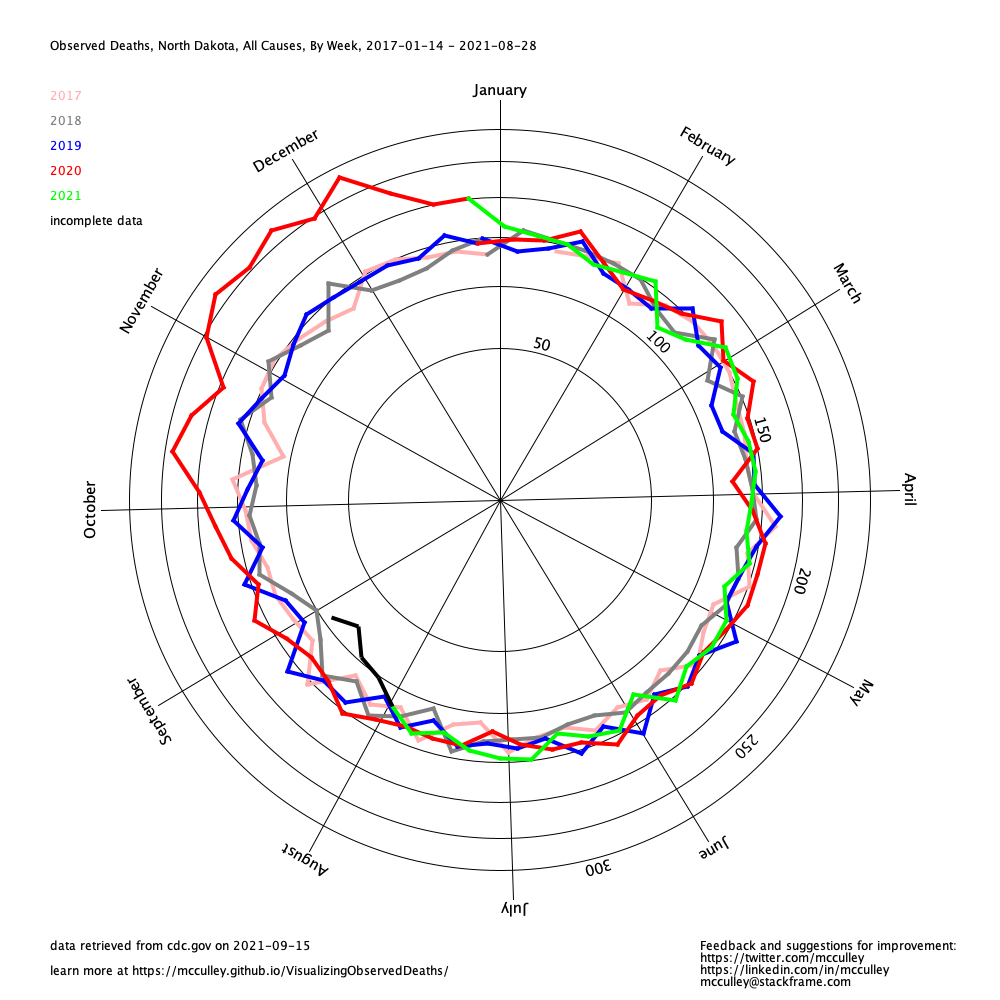 Observed Deaths, North Dakota, All Causes, By Week, 2017-01-14 - 2021-08-28
2017
2018
2019
2020
2021
incomplete data
January
February
March
April
May
June
July
August
September
October
November
December
50
100
150
200
250
300
data retrieved from cdc.gov on 2021-09-15
learn more at https://mcculley.github.io/VisualizingObservedDeaths/
Feedback and suggestions for improvement:
https://twitter.com/mcculley
https://linkedin.com/in/mcculley
mcculley@stackframe.com